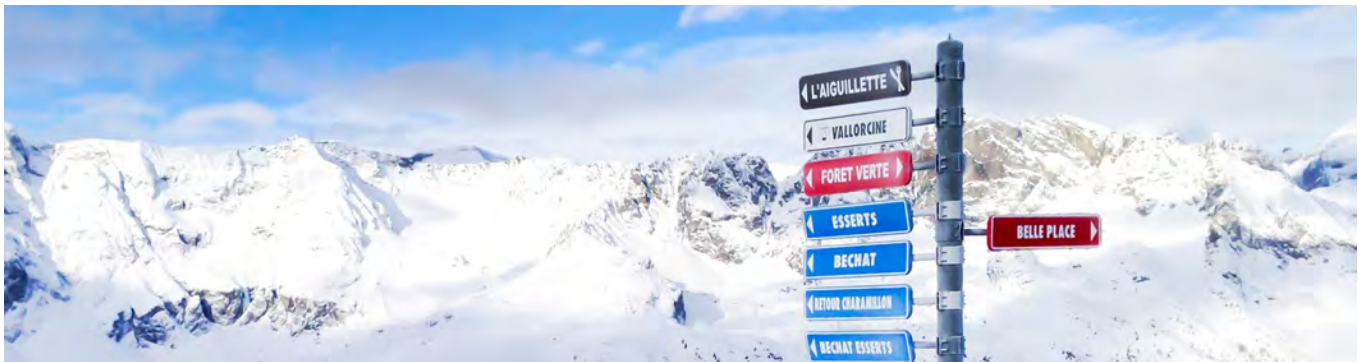 L'AIGUILLETTE
VALLORCINE
FORET VERTE
ESSERTS
BELLE PLACE
BECHAT
RETOUR CHARAMILLON
BECHAT ESSERTS